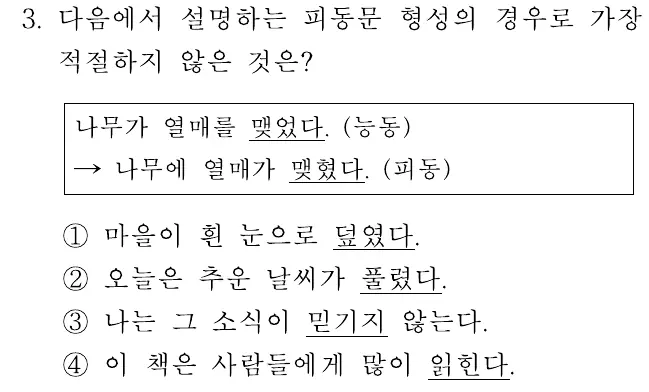 3. 다음에서 설명하는 피동문 형성의 경우로 가장
적절하지 않은 것은?
나무가 열매를 맺었다. (능동)
→ 나무에 열매가 맺혔다. (피동)
① 마을이 흰 눈으로 덮였다.
② 오늘은 추운 날씨가 풀렸다.
③ 나는 그 소식이 믿기지 않는다.
④ 이 책은 사람들에게 많이 읽힌다.